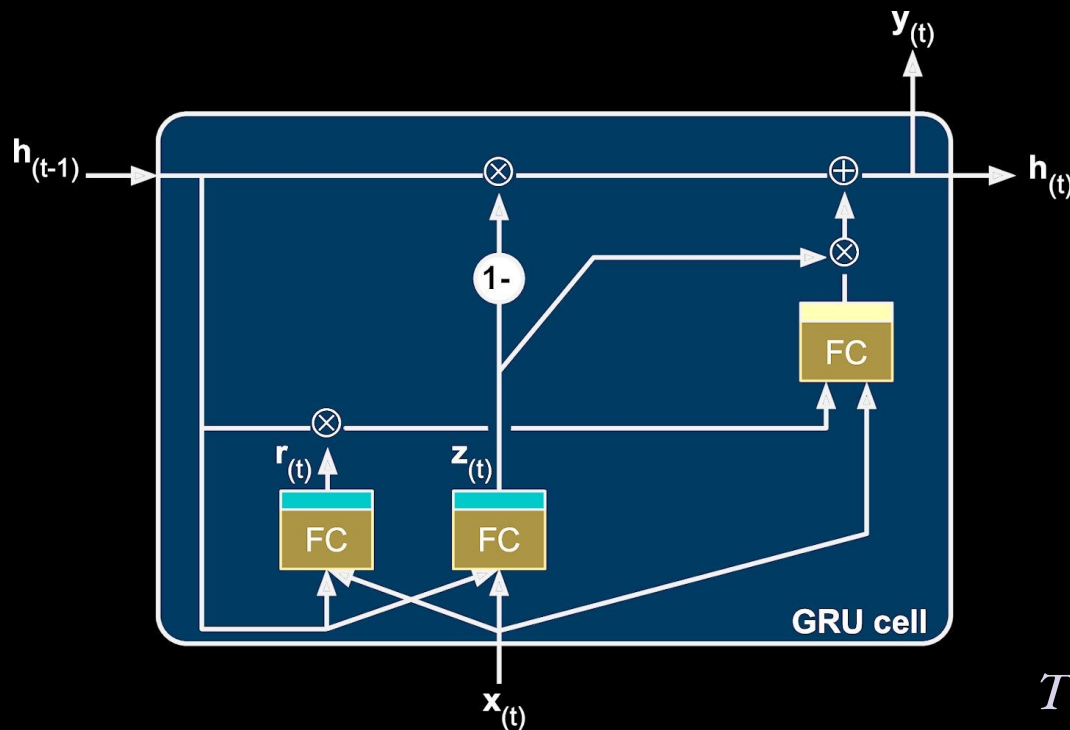 y(t)
h(t-1)
h(t)
1-
FC
r(t)
z(t)
FC
FC
GRU cell
x(t)
T